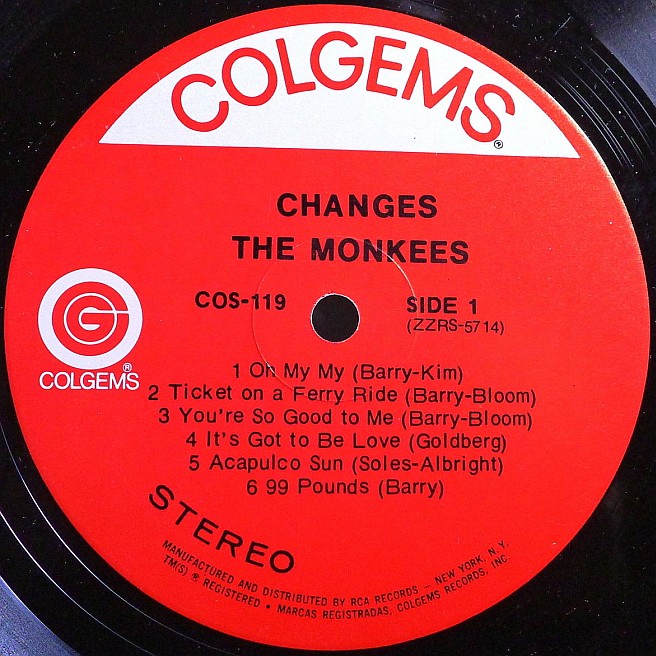 COLGEMS®
CHANGES
THE MONKEES
COS-119
SIDE 1
(ZZRS-5714)
G
®
COLGEMS
1 Oh My My (Barry-Kim)
2 Ticket on a Ferry Ride (Barry-Bloom)
3 You're So Good to Me (Barry-Bloom)
4 It's Got to Be Love (Goldberg)
5 Acapulco Sun (Soles-Albright)
6 99 Pounds (Barry)
STEREO
MANUFACTURED AND DISTRIBUTED BY RCA RECORDS – NEW YORK, N. Y.
TM(S) ® REGISTERED • MARCAS REGISTRADAS, COLGEMS RECORDS, INC.